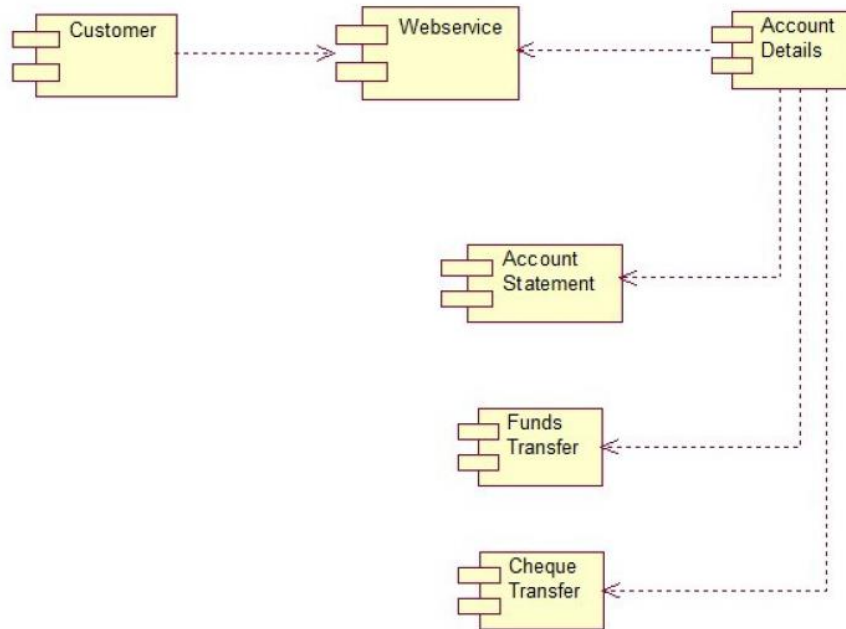 Customer
Webservice
Account
Details
Account
Statement
Funds
Transfer
Cheque
Transfer